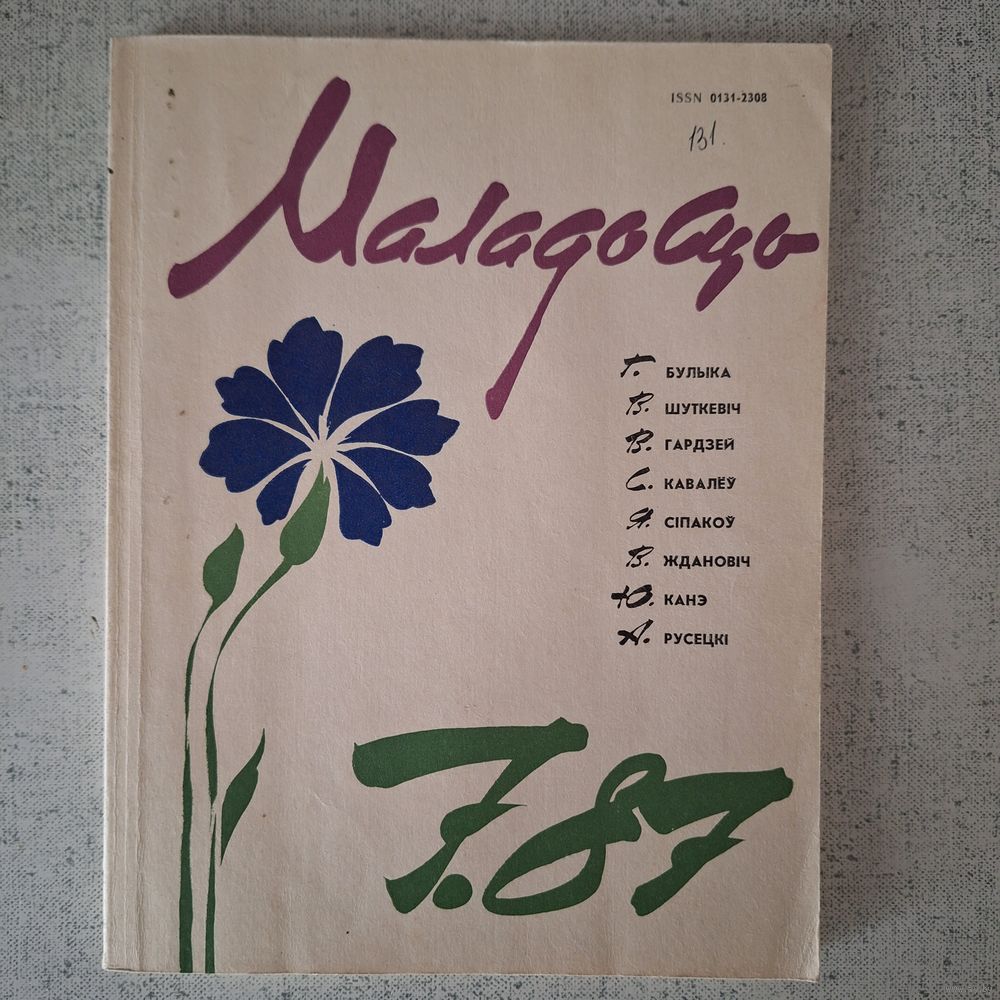 ISSN 0131-2308
131.
Маладосць
Г. БУЛЫКА
В. ШУТКЕВІЧ
В. ГАРДЗЕЙ
С. КАВАЛЁЎ
Я. СІПАКОЎ
В. ЖДАНОВІЧ
Ю. КАНЭ
А. РУСЕЦКІ
7.87